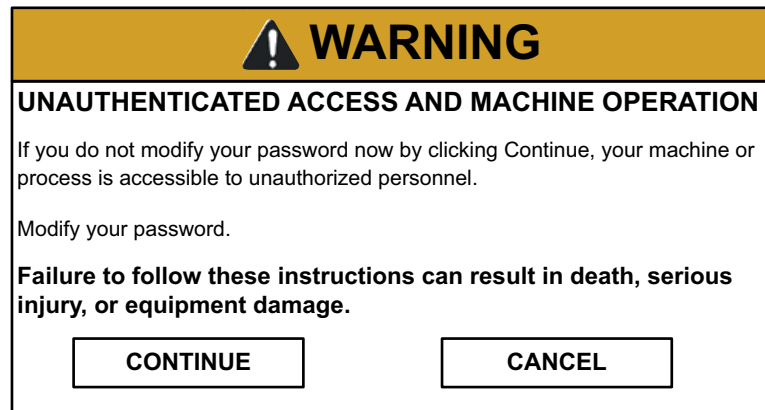 WARNING
UNAUTHENTICATED ACCESS AND MACHINE OPERATION
If you do not modify your password now by clicking Continue, your machine or
process is accessible to unauthorized personnel.
Modify your password.
Failure to follow these instructions can result in death, serious
injury, or equipment damage.
CONTINUE
CANCEL